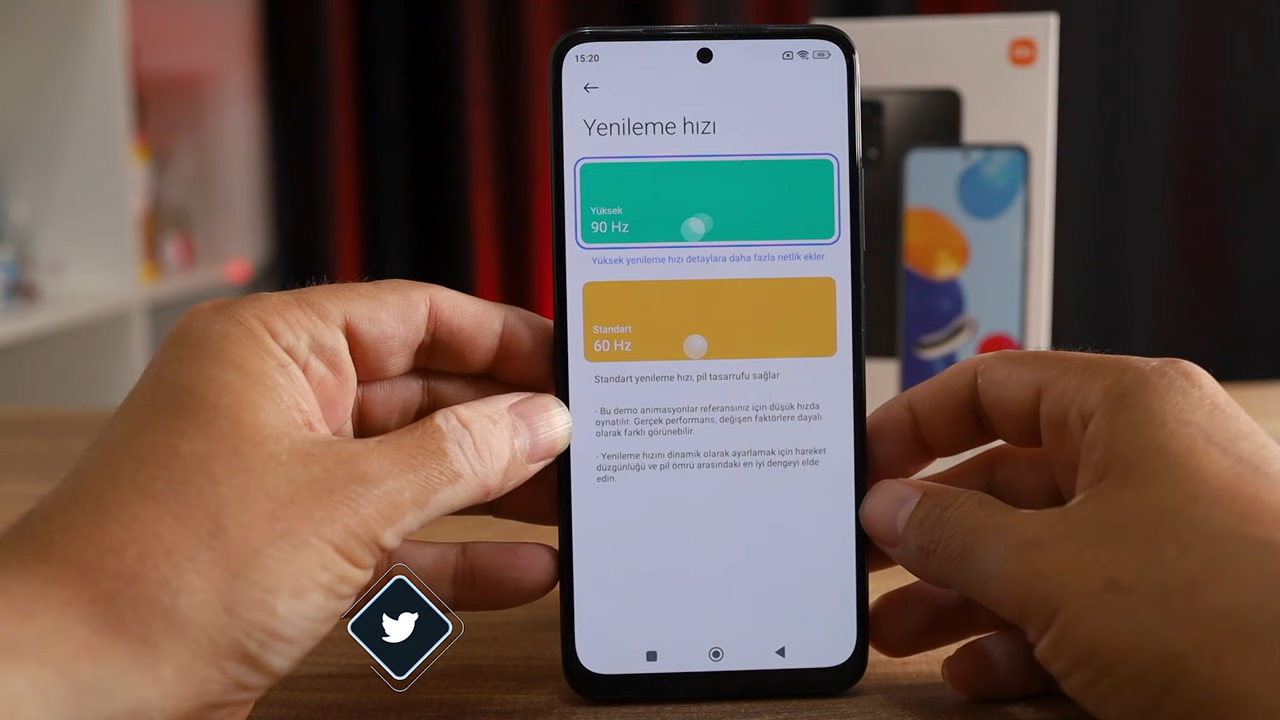 15:20
Yenileme hızı
Yüksek
90 Hz
Yüksek yenileme hızı detaylara daha fazla netlik ekler
Standart
60 Hz
Standart yenileme hızı, pil tasarrufu sağlar
- Bu demo animasyonlar referansınız için düşük hızda
oynatılır. Gerçek performans, değişen faktörlere dayalı
olarak farklı görünebilir.
- Yenileme hızını dinamik olarak ayarlamak için hareket
düzgünlüğü ve pil ömrü arasındaki en iyi dengeyi elde
edin.